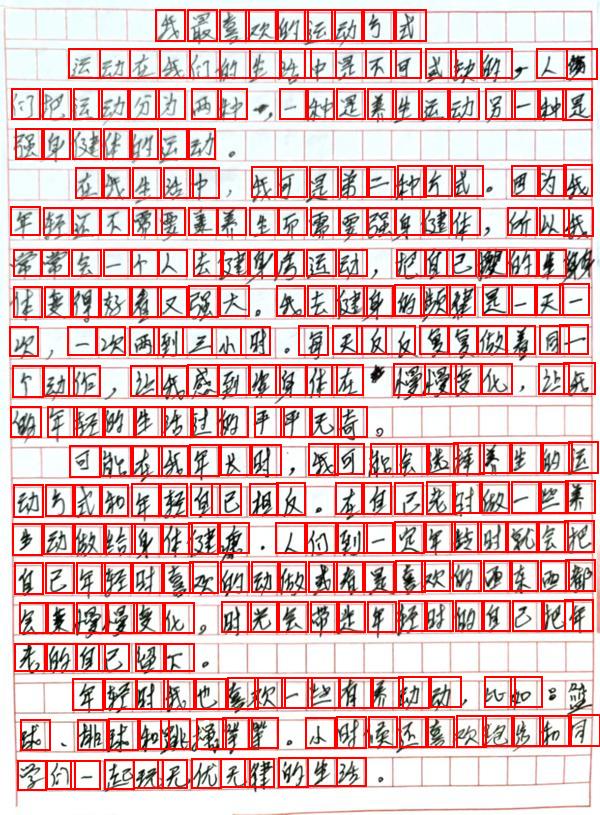 我最喜欢的运动方式
运动在我们的生活中是不可或缺的，人
们把运动分为两种，一种是养生运动另一种是
强身健体的运动。
在我生活中，我可是第二种方式。因为我
年轻还不需要养生而需要强身健体，所以我
常常会一个人去健身房运动，把自己的身
体变得好看又强大。我去健身的频律是一天一
次，一次两到三小时。每天反反复复做着同一
个动作，让我感到在慢慢变化，让我
的年轻的生活过的平平无奇。
可能在我年大时，我可能会选择养生的运
动方式和年轻自己相反。在自己老时做一些养
动做给身体健康．人们到一定年龄时就会把
自己年轻时喜欢的动做或者是喜欢的东西都
会变慢慢变化。时光会带走年轻时的自己把年
老的自己留下。
年轻时我也喜欢一些有养动动，比如：篮
球、排球和跳操等等。小时候还喜欢跑步和同
学们一起玩无忧无律的生活。